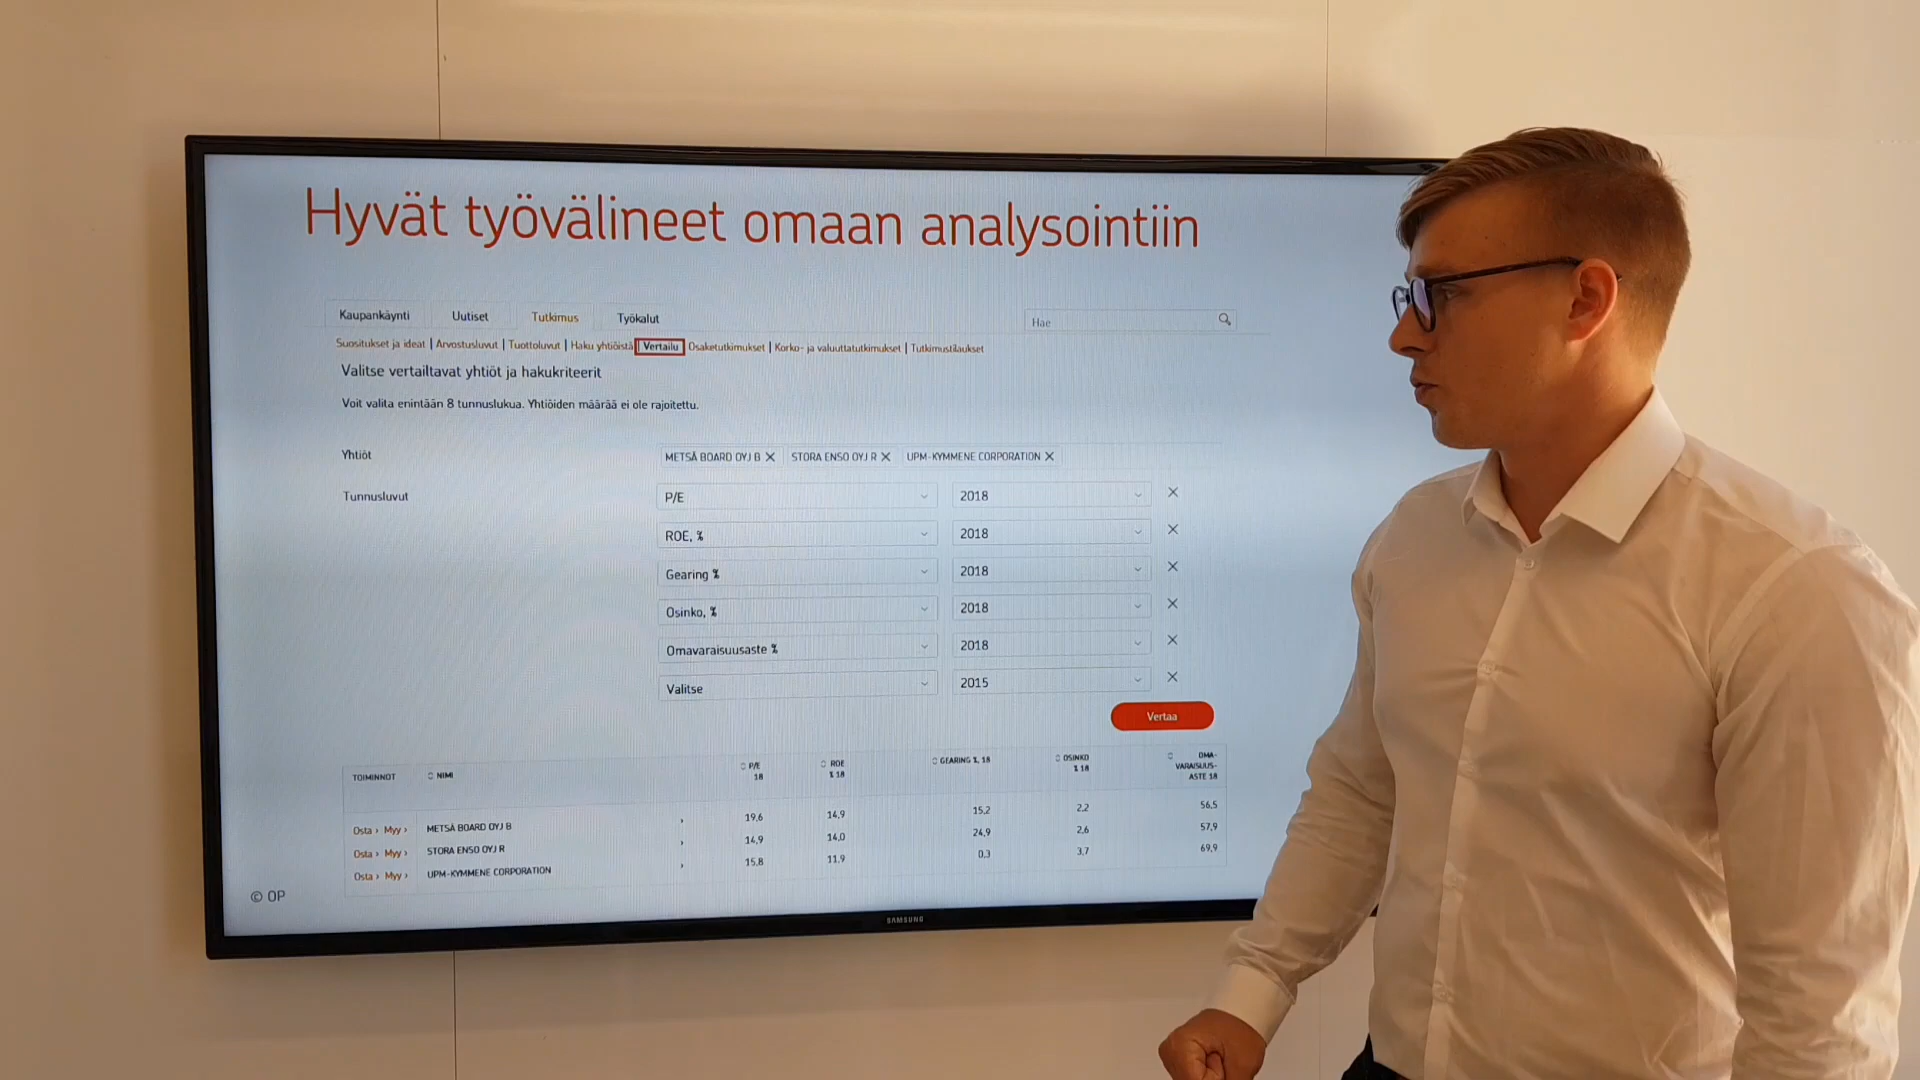 Hyvät työvälineet omaan analysointiin
Kaupankäynti Uutiset Tutkimus Työkalut Hae
Suositukset ja ideat | Arvostusluvut | Tuottoluvut | Haku yhtiöistä | Vertailu Osaketutkimukset | Korko- ja valuuttatutkimukset | Tutkimustilaukset
Valitse vertailtavat yhtiöt ja hakukriteerit
Voit valita enintään 8 tunnuslukua. Yhtiöiden määrää ei ole rajoitettu.
Yhtiöt METSÄ BOARD OYJ B X STORA ENSO OYJ R X UPM-KYMMENE CORPORATION X
Tunnusluvut P/E 2018 X
ROE, % 2018 X
Gearing % 2018 X
Osinko, % 2018 X
Omavaraisuusaste % 2018 X
Valitse 2015 X
Vertaa
TOIMINNOT NIMI P/E 18 ROE % 18 GEARING %, 18 OSINKO % 18 OMA-VARAISUUS-ASTE 18
Osta › Myy › METSÄ BOARD OYJ B › 19,6 14,9 15,2 2,2 56,5
Osta › Myy › STORA ENSO OYJ R › 14,9 14,0 24,9 2,6 57,9
Osta › Myy › UPM-KYMMENE CORPORATION › 15,8 11,9 0,3 3,7 69,9
© OP
SAMSUNG